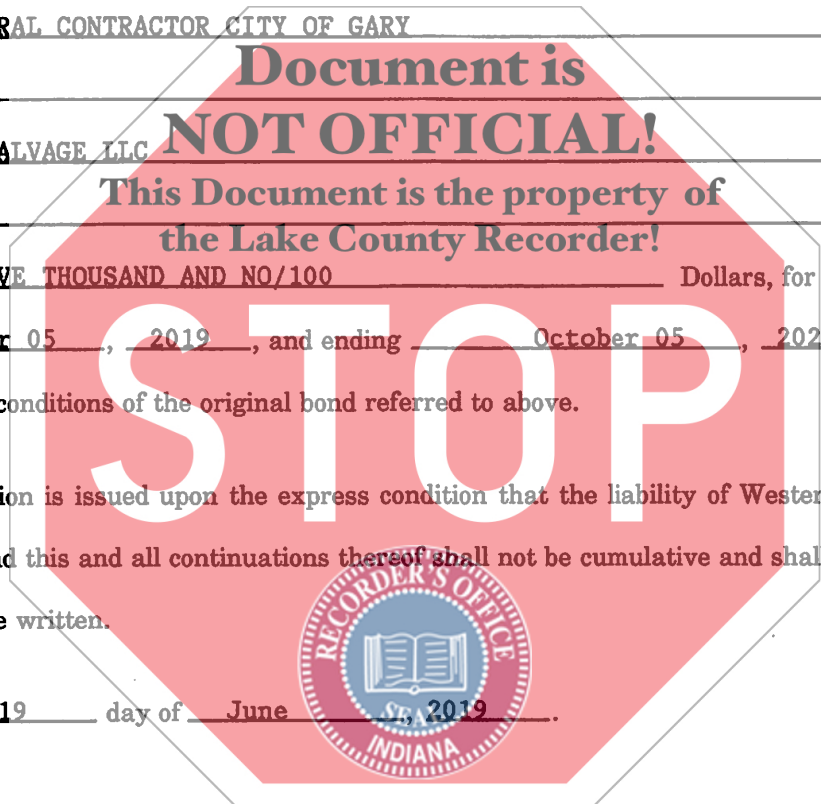 RAL CONTRACTOR CITY OF GARY
Document is
NOT OFFICIAL!
ALVAGE LLC
This Document is the property of
the Lake County Recorder!
VE THOUSAND AND NO/100 Dollars, for
r 05, 2019, and ending October 05, 202
STOP
conditions of the original bond referred to above.
ion is issued upon the express condition that the liability of Wester
d this and all continuations thereof shall not be cumulative and shall
e written.
RECORDER'S OFFICE
SEAL
INDIANA
19 day of June, 2019.